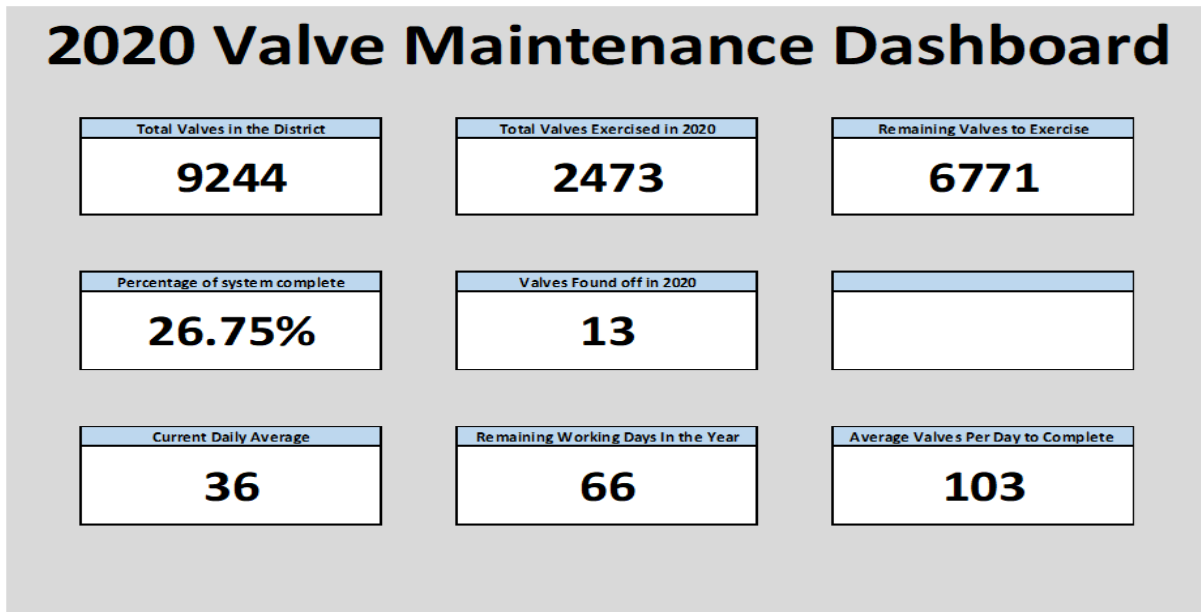 2020 Valve Maintenance Dashboard
Total Valves in the District
Total Valves Exercised in 2020
Remaining Valves to Exercise
9244
2473
6771
Percentage of system complete
Valves Found off in 2020
26.75%
13
Current Daily Average
Remaining Working Days In the Year
Average Valves Per Day to Complete
36
66
103